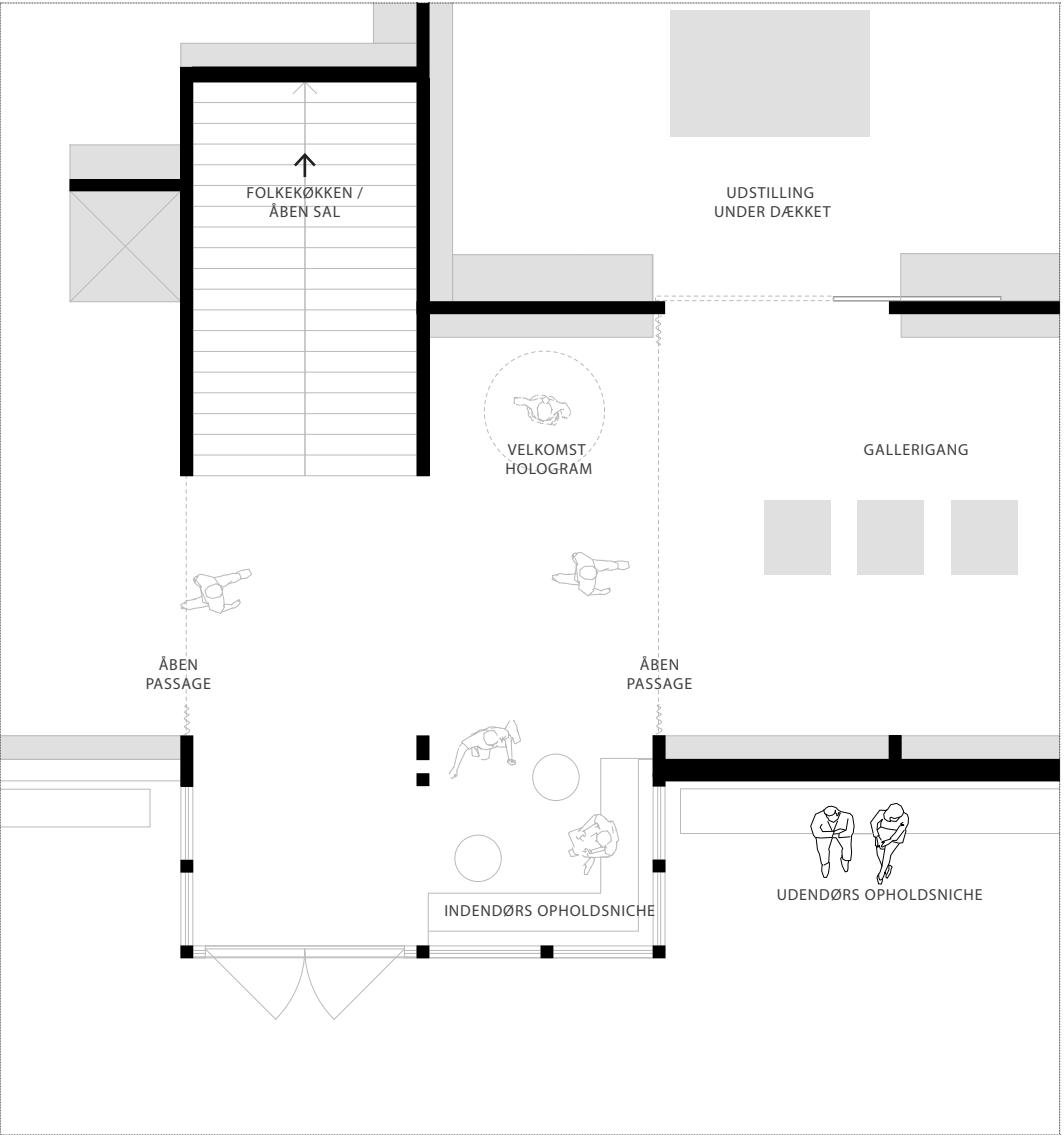 FOLKEKØKKEN /
ÅBEN SAL
UDSTILLING
UNDER DÆKKET
VELKOMST
HOLOGRAM
GALLERIGANG
ÅBEN
PASSAGE
ÅBEN
PASSAGE
INDENDØRS OPHOLDSNICHE
UDENDØRS OPHOLDSNICHE